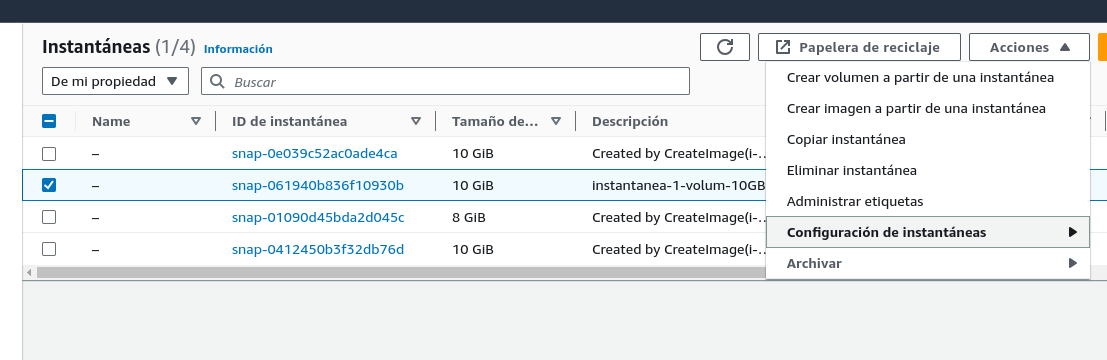 Instantáneas (1/4) Información
Papelera de reciclaje
Acciones
De mi propiedad
Buscar
Crear volumen a partir de una instantánea
Crear imagen a partir de una instantánea
Copiar instantánea
Eliminar instantánea
Administrar etiquetas
Configuración de instantáneas
Archivar
Name ID de instantánea Tamaño de... Descripción
– snap-0e039c52ac0ade4ca 10 GiB Created by CreateImage(i-...
– snap-061940b836f10930b 10 GiB instantanea-1-volum-10GB
– snap-01090d45bda2d045c 8 GiB Created by CreateImage(i-...
– snap-0412450b3f32db76d 10 GiB Created by CreateImage(i-...